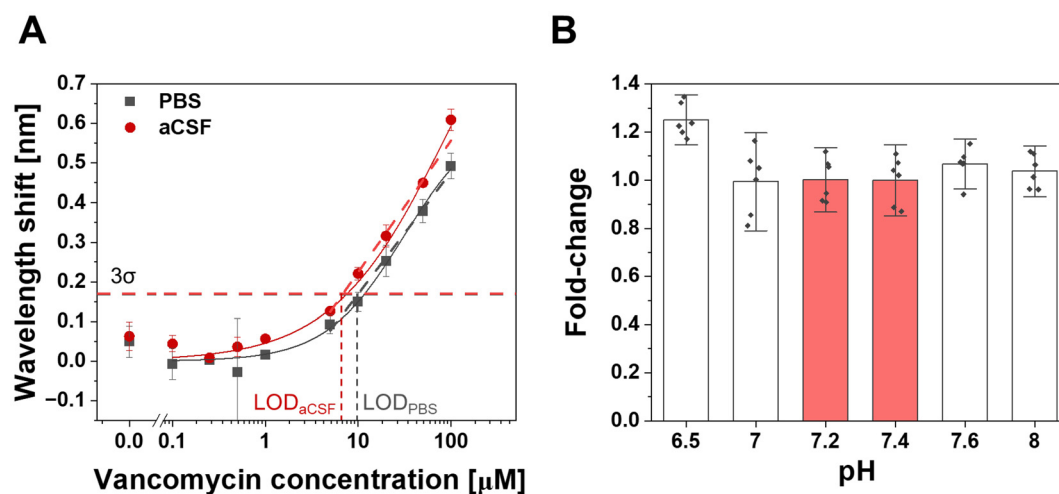 A
Wavelength shift [nm]
0.7
0.6
0.5
0.4
0.3
0.2
0.1
0.0
−0.1
PBS
aCSF
3σ
LODaCSF
LODPBS
0.0
0.1
1
10
100
Vancomycin concentration [μM]
B
Fold-change
1.4
1.2
1.0
0.8
0.6
0.4
0.2
0.0
6.5
7
7.2
7.4
7.6
8
pH